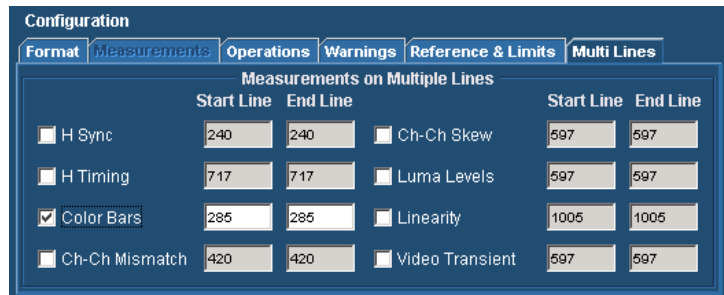 Configuration
Format Measurements Operations Warnings Reference & Limits Multi Lines
Measurements on Multiple Lines
Start Line End Line Start Line End Line
H Sync 240 240 Ch-Ch Skew 597 597
H Timing 717 717 Luma Levels 597 597
Color Bars 285 285 Linearity 1005 1005
Ch-Ch Mismatch 420 420 Video Transient 597 597